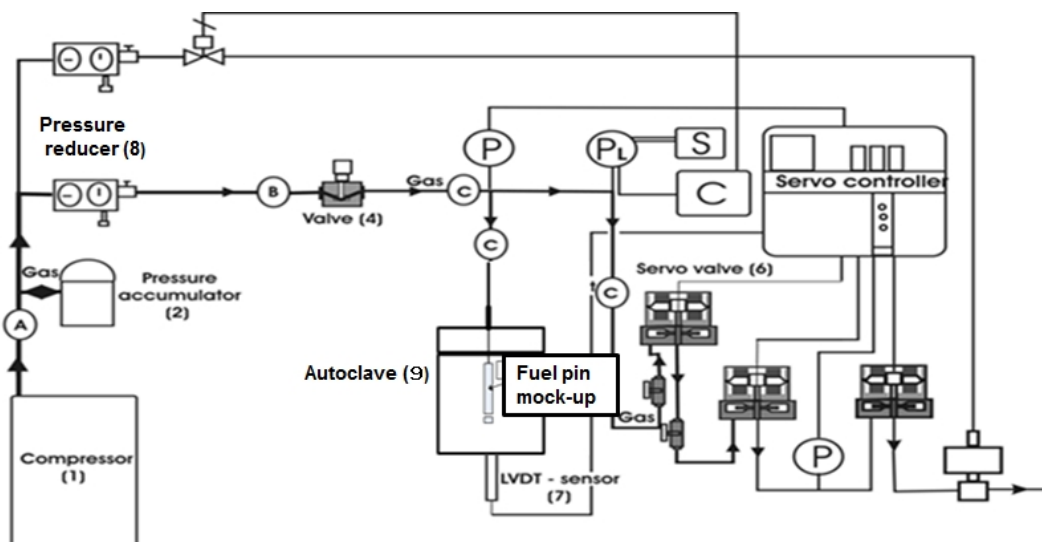 Pressure
reducer (8)
P
PL
S
C
Servo controller
B
Gas
C
Valve (4)
C
Gas
Pressure
accumulator
(2)
Servo valve (6)
t
C
A
Autoclave (9)
Fuel pin
mock-up
Gas
Compressor
(1)
P
LVDT - sensor
(7)